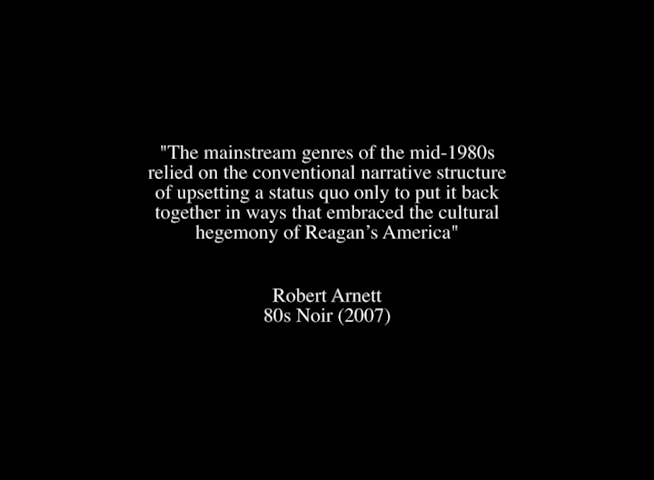 "The mainstream genres of the mid-1980s
relied on the conventional narrative structure
of upsetting a status quo only to put it back
together in ways that embraced the cultural
hegemony of Reagan’s America"
Robert Arnett
80s Noir (2007)